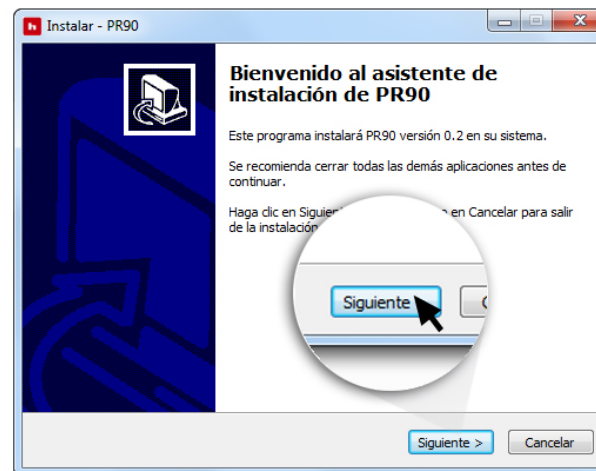 Instalar - PR90
Bienvenido al asistente de
instalación de PR90
Este programa instalará PR90 versión 0.2 en su sistema.
Se recomienda cerrar todas las demás aplicaciones antes de
continuar.
Haga clic en en Cancelar para salir
de la instalación
Siguiente
Siguiente >
Cancelar